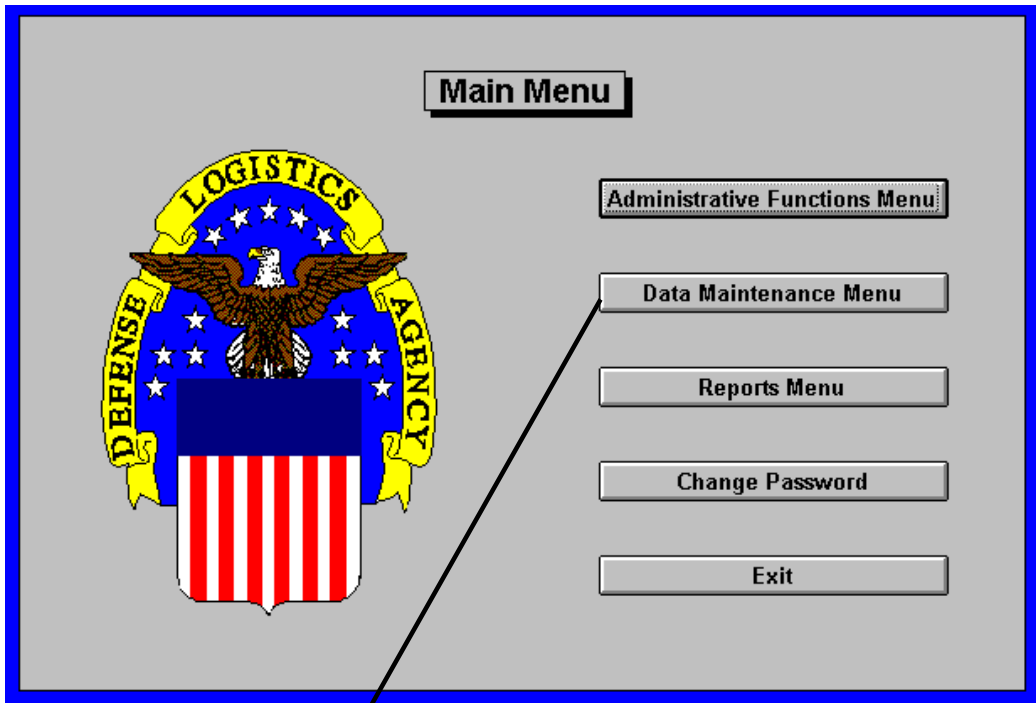 Main Menu
DEFENSE LOGISTICS AGENCY
Administrative Functions Menu
Data Maintenance Menu
Reports Menu
Change Password
Exit